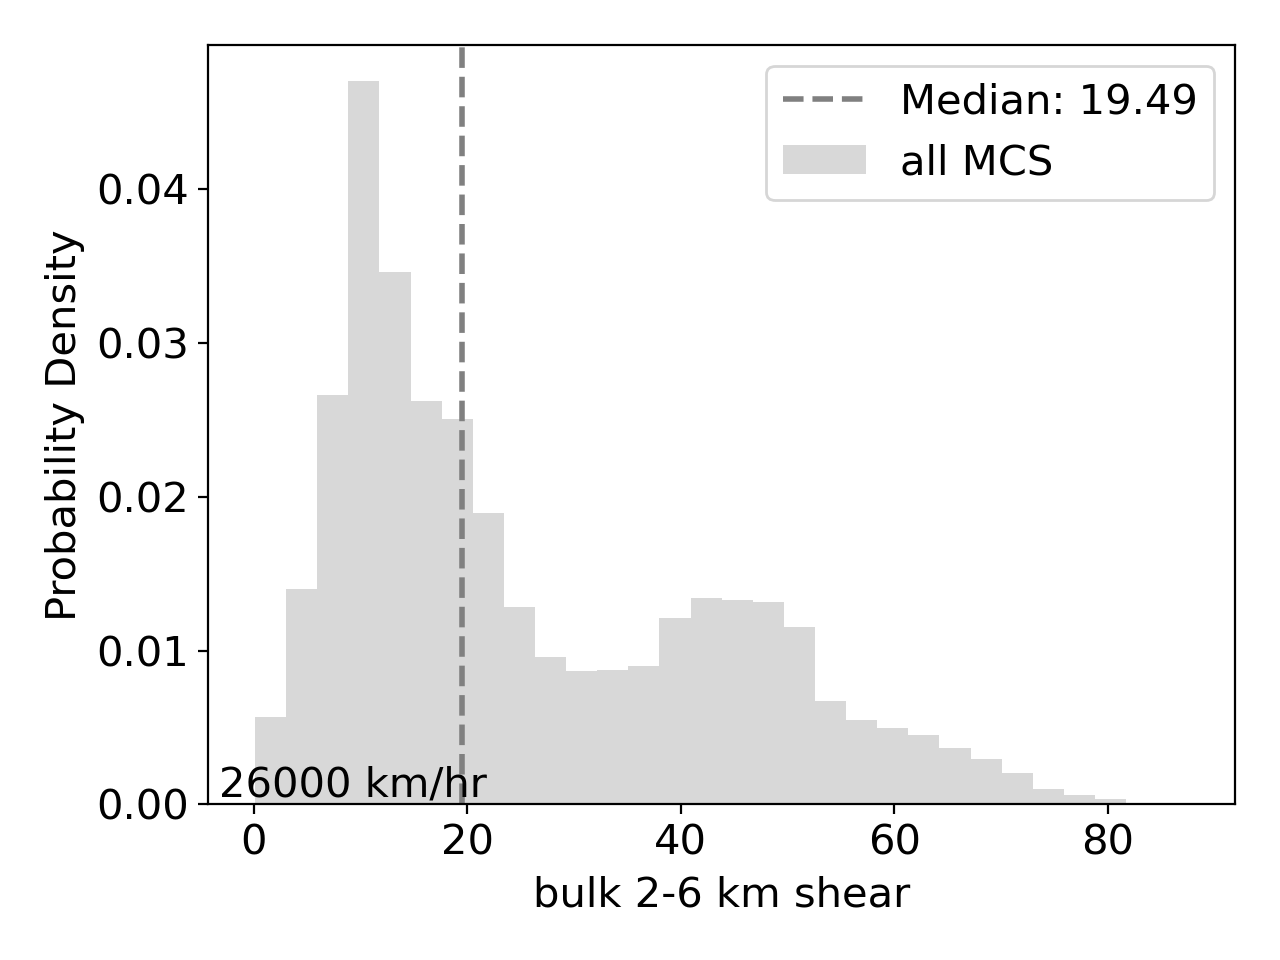 Median: 19.49
all MCS
Probability Density
0.04
0.03
0.02
0.01
0.00
26000 km/hr
0 20 40 60 80
bulk 2-6 km shear